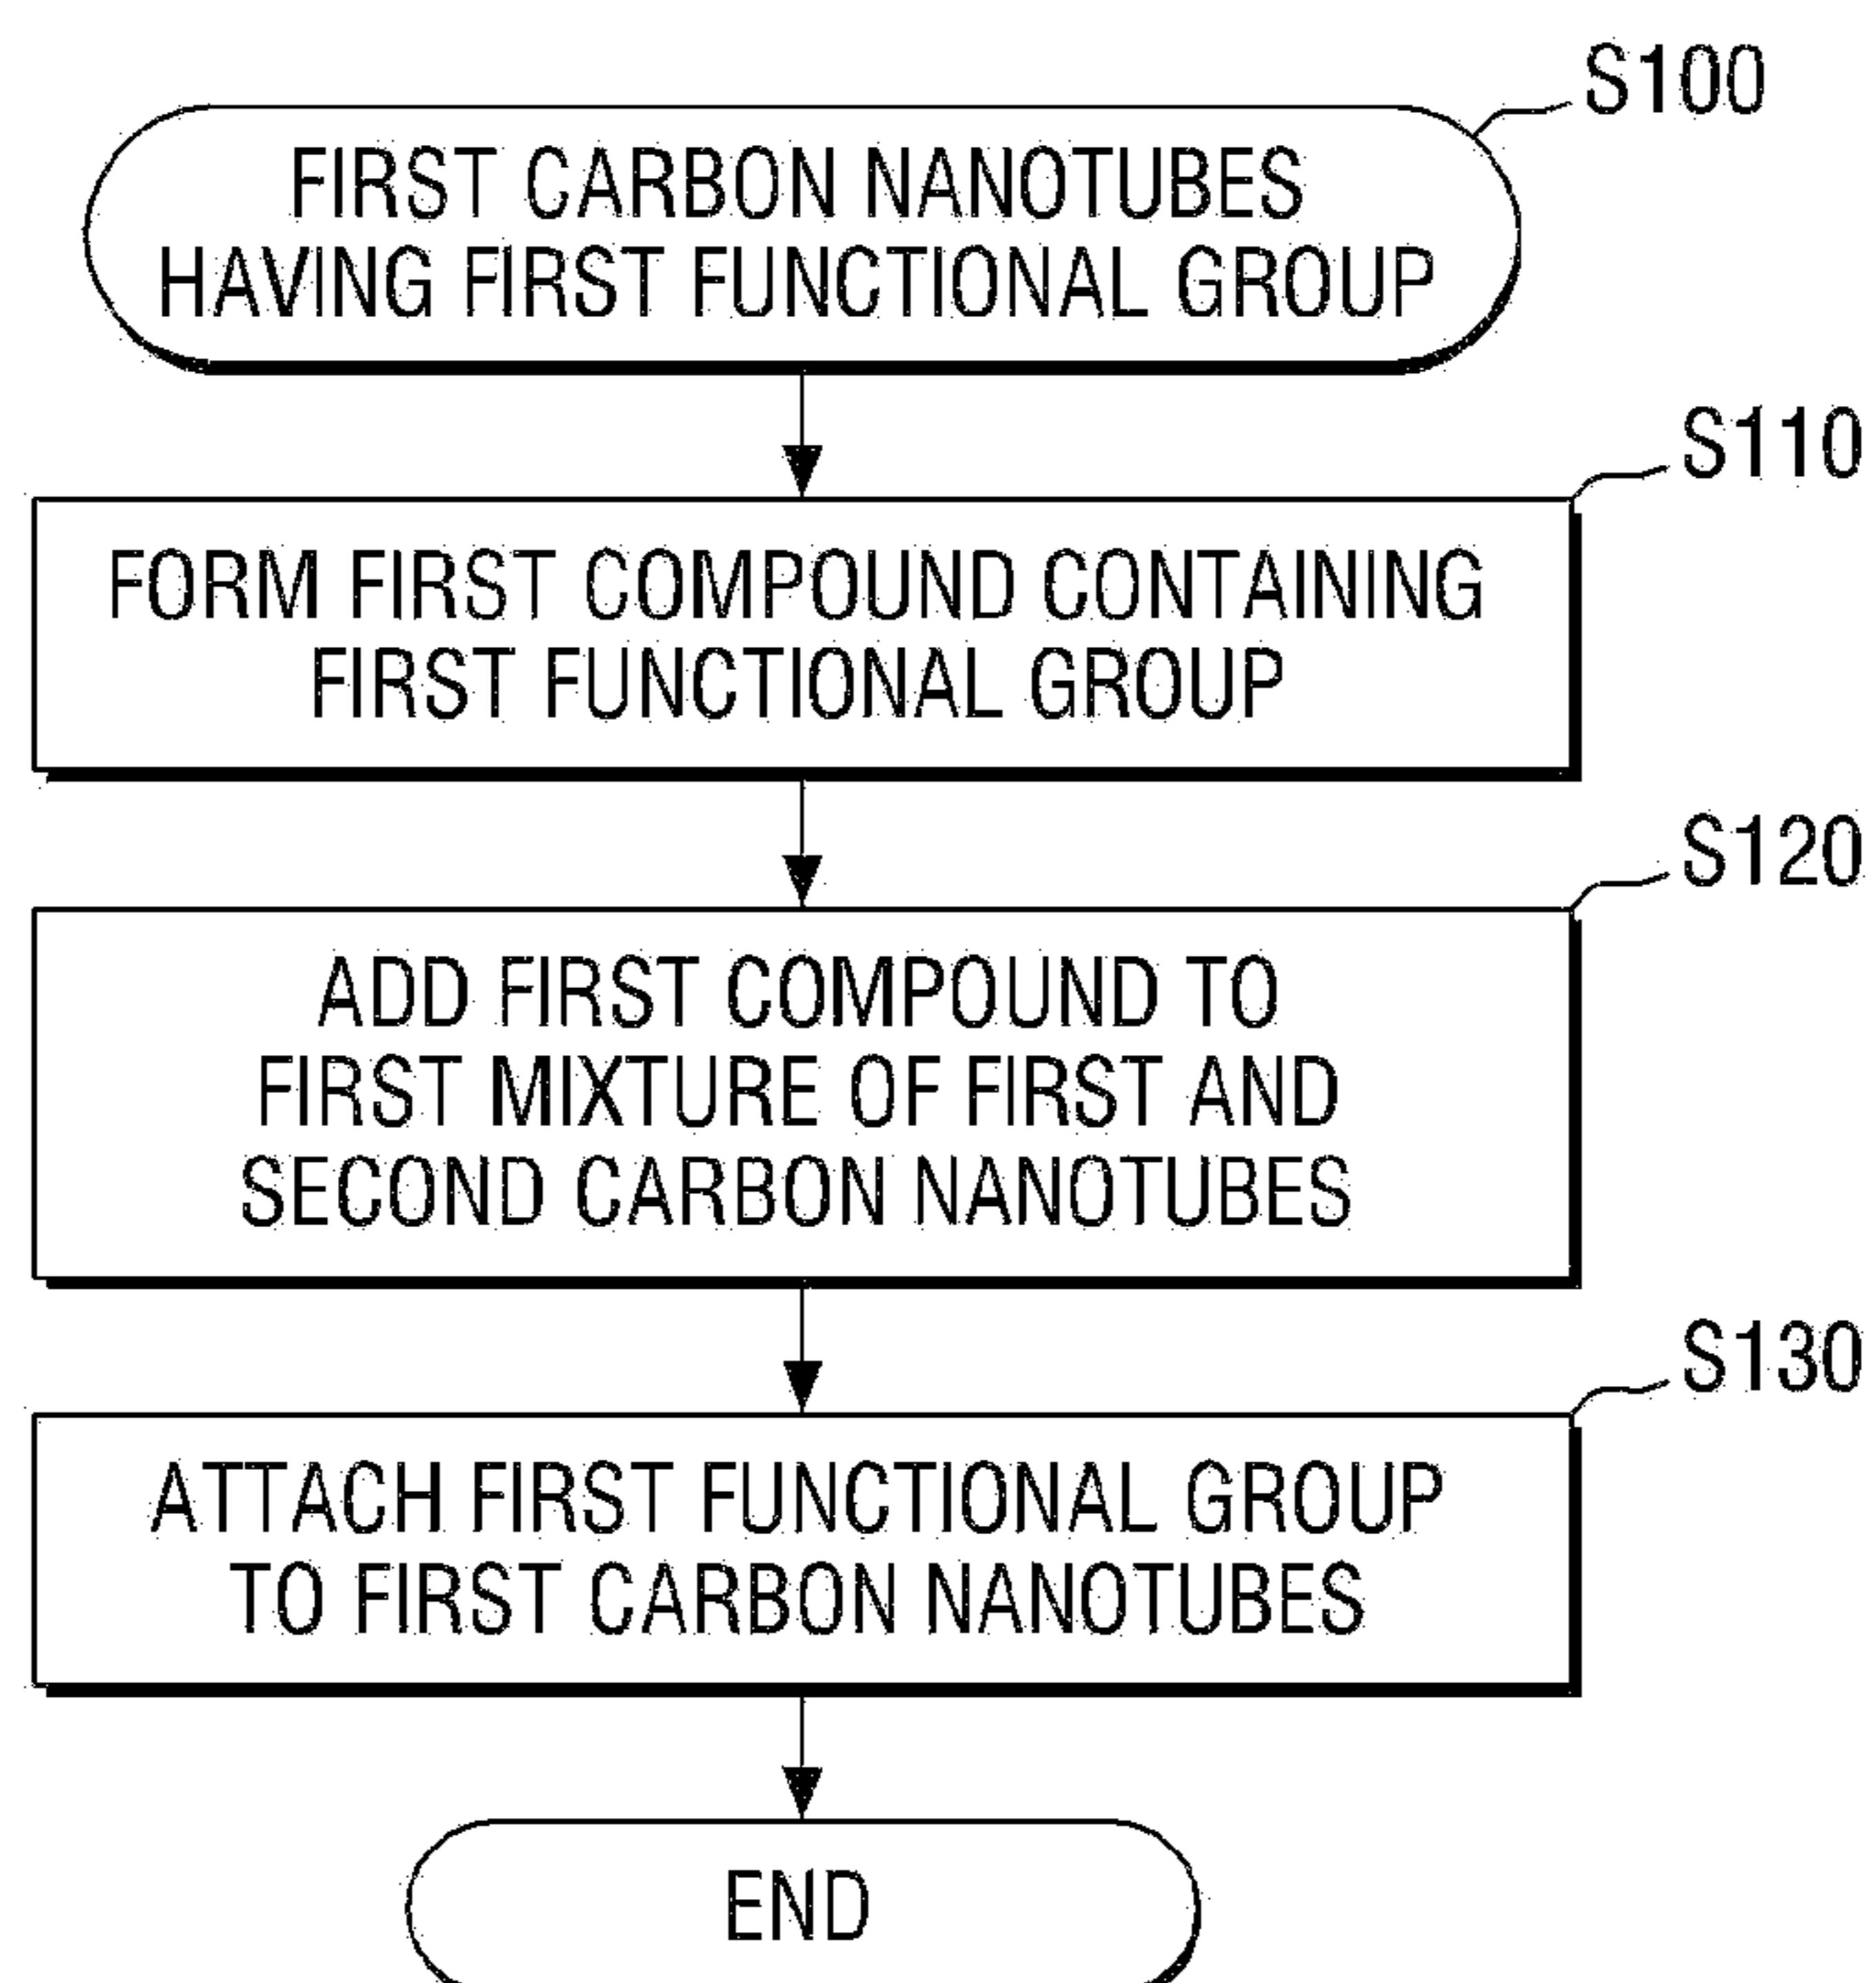 S100
FIRST CARBON NANOTUBES
HAVING FIRST FUNCTIONAL GROUP
S110
FORM FIRST COMPOUND CONTAINING
FIRST FUNCTIONAL GROUP
S120
ADD FIRST COMPOUND TO
FIRST MIXTURE OF FIRST AND
SECOND CARBON NANOTUBES
S130
ATTACH FIRST FUNCTIONAL GROUP
TO FIRST CARBON NANOTUBES
END